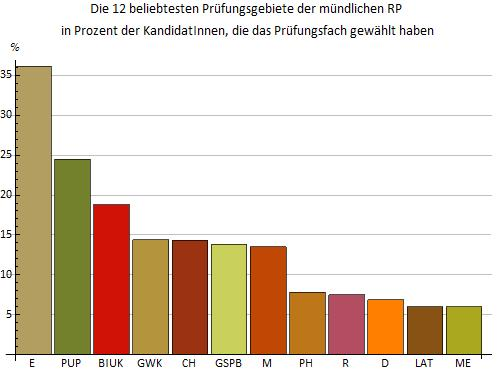 Die 12 beliebtesten Prüfungsgebiete der mündlichen RP
in Prozent der KandidatInnen, die das Prüfungsfach gewählt haben
%
35
30
25
20
15
10
5
E PUP BIUK GWK CH GSPB M PH R D LAT ME